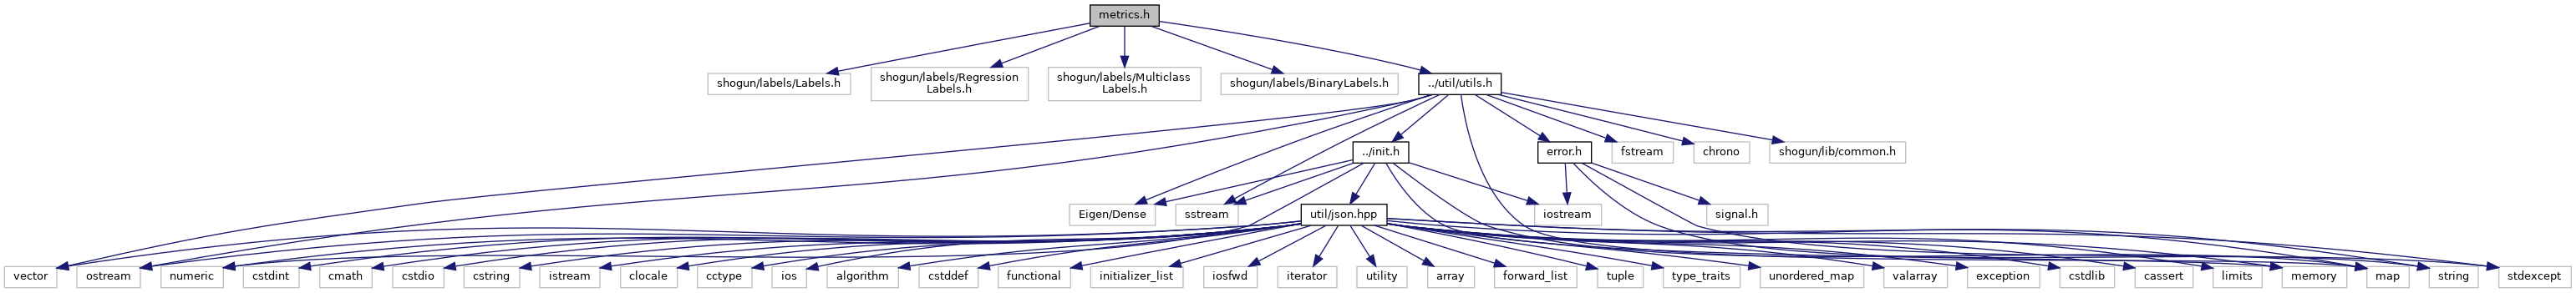 metrics.h
shogun/labels/Labels.h
shogun/labels/Regression
Labels.h
shogun/labels/Multiclass
Labels.h
shogun/labels/BinaryLabels.h
../util/utils.h
../init.h
error.h
fstream
chrono
shogun/lib/common.h
Eigen/Dense
sstream
util/json.hpp
iostream
signal.h
vector
ostream
numeric
cstdint
cmath
cstdio
cstring
istream
clocale
cctype
ios
algorithm
cstddef
functional
initializer_list
iosfwd
iterator
utility
array
forward_list
tuple
type_traits
unordered_map
valarray
exception
cstdlib
cassert
limits
memory
map
string
stdexcept